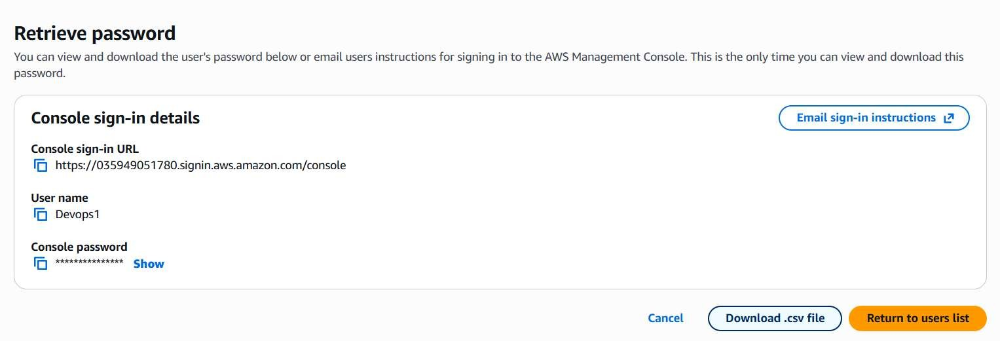 Retrieve password
You can view and download the user's password below or email users instructions for signing in to the AWS Management Console. This is the only time you can view and download this
password.
Console sign-in details
Email sign-in instructions
Console sign-in URL
https://035949051780.signin.aws.amazon.com/console
User name
Devops1
Console password
*************** Show
Cancel
Download .csv file
Return to users list